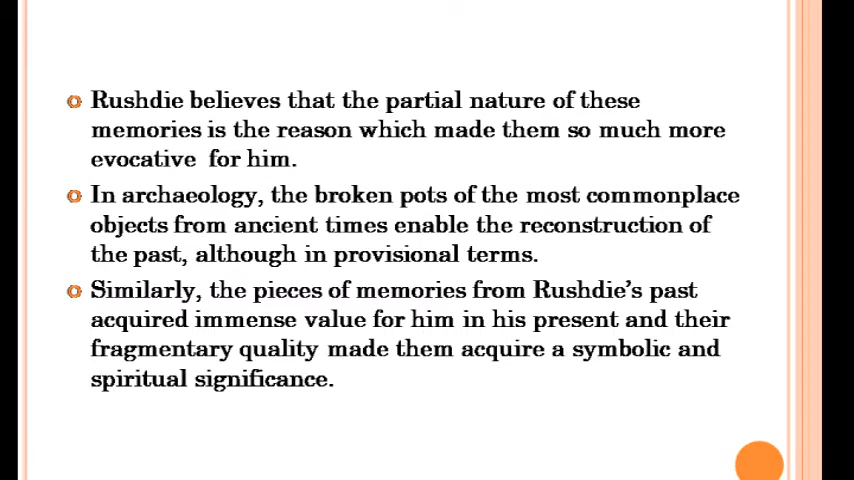 Rushdie believes that the partial nature of these
memories is the reason which made them so much more
evocative for him.
In archaeology, the broken pots of the most commonplace
objects from ancient times enable the reconstruction of
the past, although in provisional terms.
Similarly, the pieces of memories from Rushdie's past
acquired immense value for him in his present and their
fragmentary quality made them acquire a symbolic and
spiritual significance.